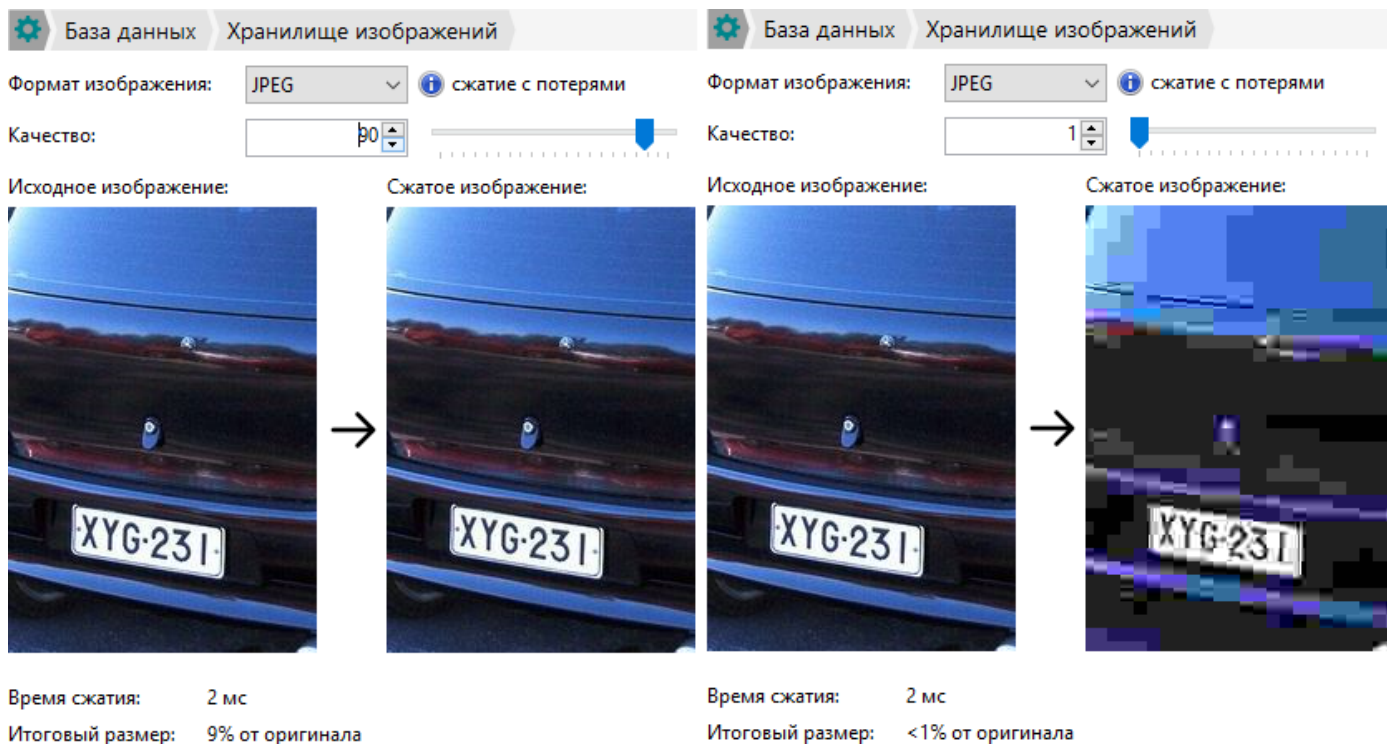 База данных Хранилище изображений
Формат изображения: JPEG сжатие с потерями
Качество: 90
Исходное изображение: Сжатое изображение:
XYG·231
XYG·231
Время сжатия: 2 мс
Итоговый размер: 9% от оригинала
База данных Хранилище изображений
Формат изображения: JPEG сжатие с потерями
Качество: 1
Исходное изображение: Сжатое изображение:
XYG·231
XYG-231
Время сжатия: 2 мс
Итоговый размер: <1% от оригинала